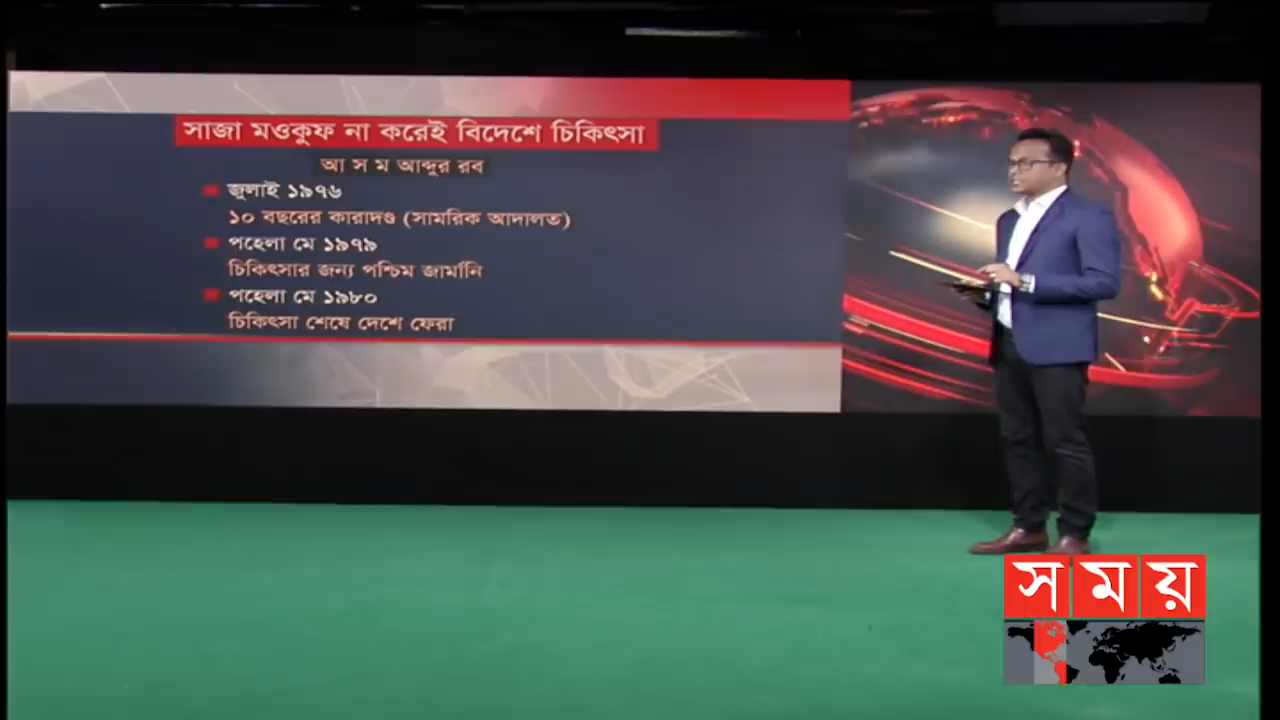 সাজা মওকুফ না করেই বিদেশে চিকিৎসা
আ স ম আব্দুর রব
জুলাই ১৯৭৬
১০ বছরের কারাদণ্ড (সামরিক আদালত)
পহেলা মে ১৯৭৯
চিকিৎসার জন্য পশ্চিম জার্মানি
পহেলা মে ১৯৮০
চিকিৎসা শেষে দেশে ফেরা
সময়